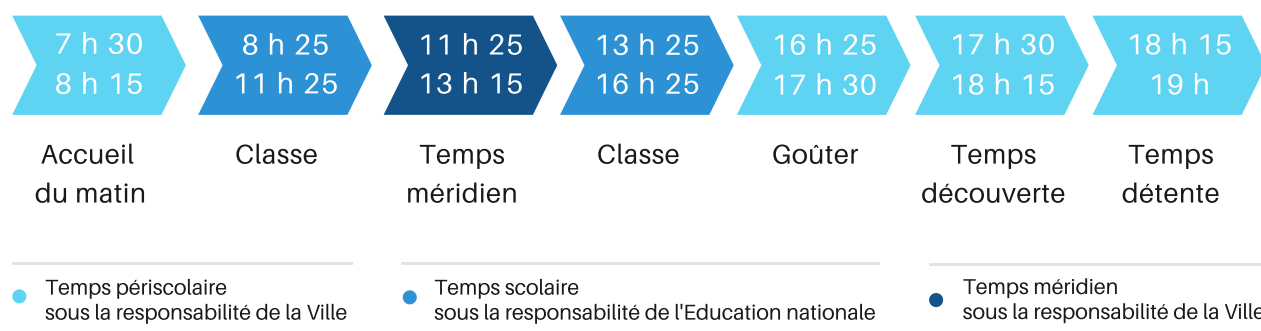 7 h 30
8 h 15
8 h 25
11 h 25
11 h 25
13 h 15
13 h 25
16 h 25
16 h 25
17 h 30
17 h 30
18 h 15
18 h 15
19 h
Accueil
du matin
Classe
Temps
méridien
Classe
Goûter
Temps
découverte
Temps
détente
Temps périscolaire
sous la responsabilité de la Ville
Temps scolaire
sous la responsabilité de l'Education nationale
Temps méridien
sous la responsabilité de la Ville